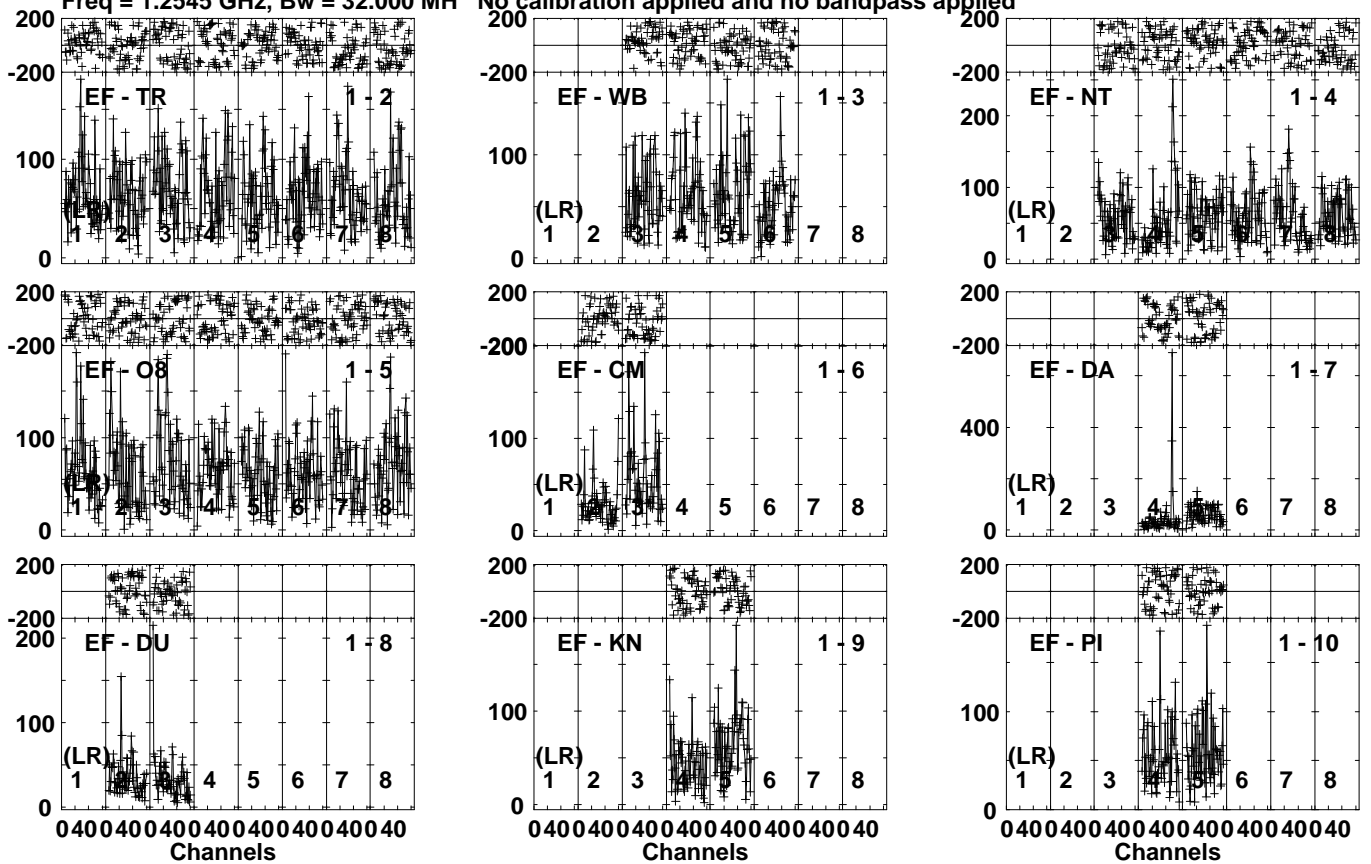 Freq = 1.2545 GHz, Bw = 32.000 MH No calibration applied and no bandpass applied
200
-200
EF - TR 1 - 2
100
(LR)
1 2 3 4 5 6 7 8
0
200
-200
EF - WB 1 - 3
100
(LR)
1 2 3 4 5 6 7 8
0
200
-200
EF - NT 1 - 4
200
100
(LR)
1 2 3 4 5 6 7 8
0
200
-200
EF - O8 1 - 5
100
(LR)
1 2 3 4 5 6 7 8
0
200
-200
200
EF - CM 1 - 6
100
(LR)
1 2 3 4 5 6 7 8
0
200
-200
EF - DA 1 - 7
400
(LR)
1 2 3 4 5 6 7 8
0
200
-200
200
EF - DU 1 - 8
100
(LR)
1 2 3 4 5 6 7 8
0
0 40 0 40 0 40 0 40 0 40 0 40 0 40 0 40
Channels
200
-200
EF - KN 1 - 9
100
(LR)
1 2 3 4 5 6 7 8
0
0 40 0 40 0 40 0 40 0 40 0 40 0 40 0 40
Channels
200
-200
EF - PI 1 - 10
100
(LR)
1 2 3 4 5 6 7 8
0
0 40 0 40 0 40 0 40 0 40 0 40 0 40 0 40
Channels